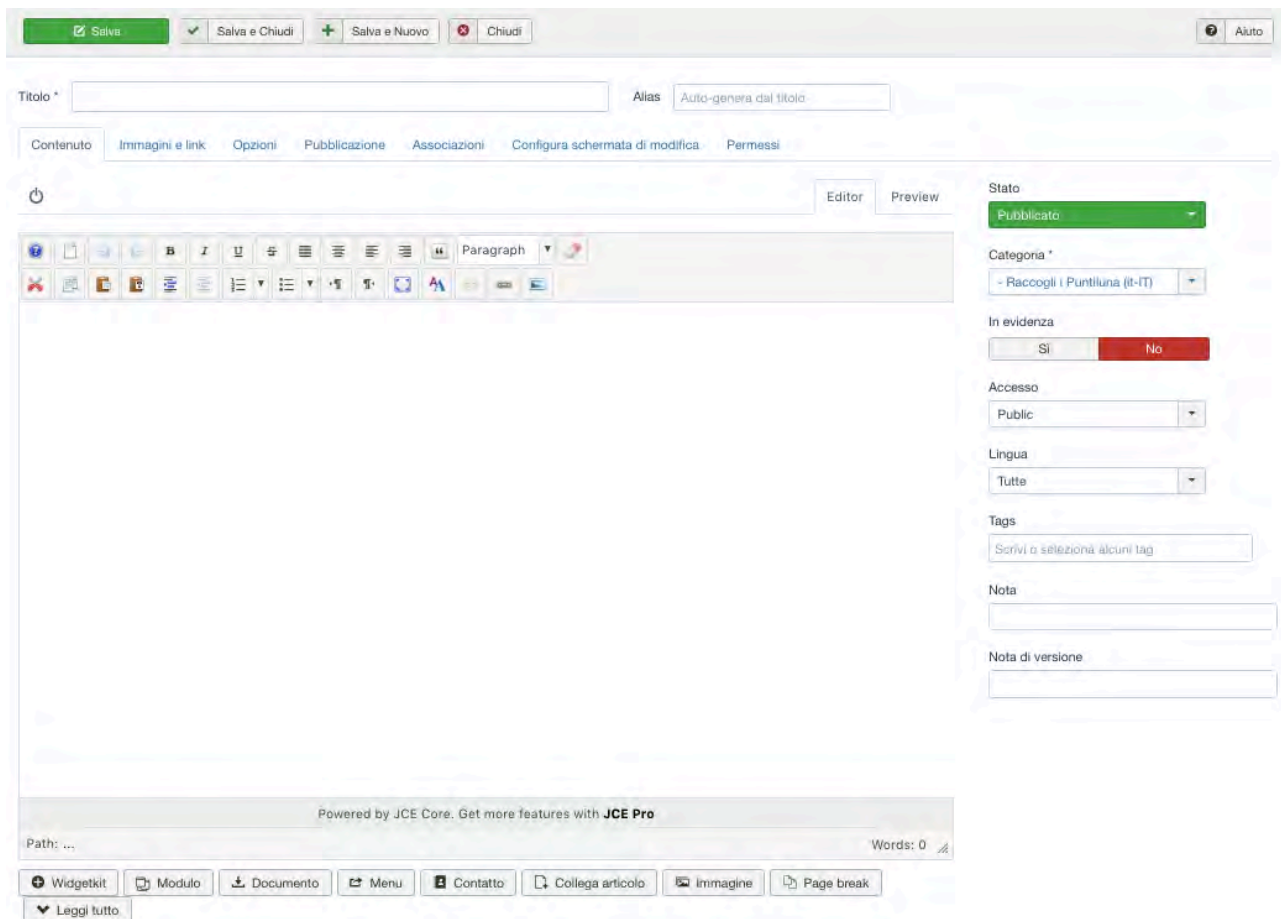 Salva Salva e Chiudi Salva e Nuovo Chiudi Aiuto
Titolo * Alias Auto-genera dal titolo
Contenuto Immagini e link Opzioni Pubblicazione Associazioni Configura schermata di modifica Permessi
Editor Preview
Paragraph
Powered by JCE Core. Get more features with JCE Pro
Path: ... Words: 0
Widgetkit Modulo Documento Menu Contatto Collega articolo Immagine Page break
Leggi tutto
Stato
Pubblicato
Categoria *
- Raccogli i Puntiluna (it-IT)
In evidenza
Sì No
Accesso
Public
Lingua
Tutte
Tags
Scrivi o seleziona alcuni tag
Nota
Nota di versione